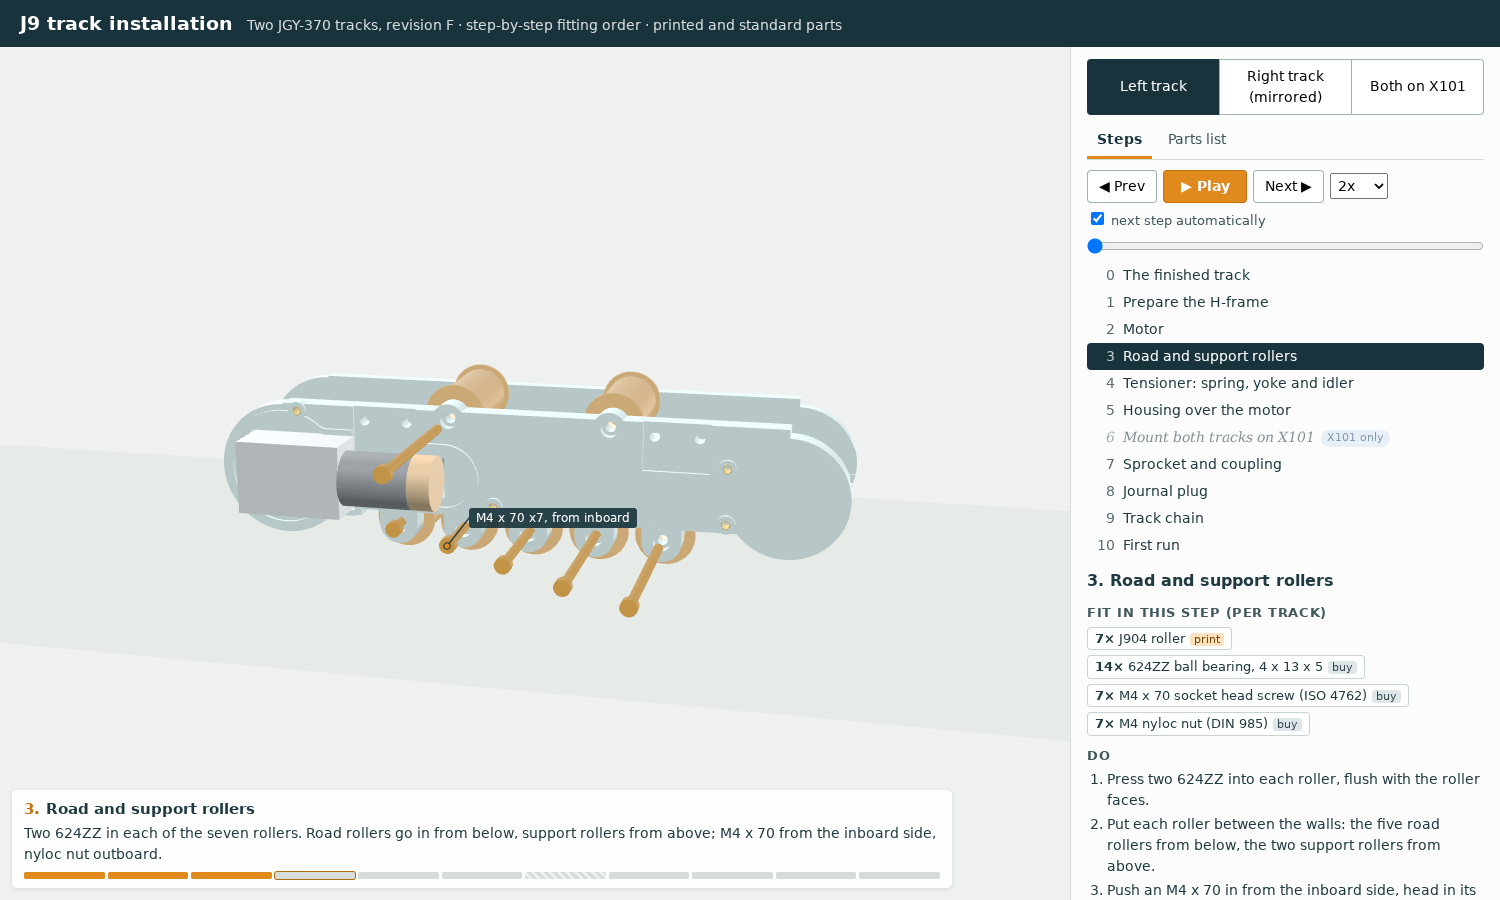 J9 track installation
Two JGY-370 tracks, revision F · step-by-step fitting order · printed and standard parts
Left track
Right track (mirrored)
Both on X101
Steps
Parts list
◀ Prev
▶ Play
Next ▶
2x
next step automatically
0 The finished track
1 Prepare the H-frame
2 Motor
3 Road and support rollers
4 Tensioner: spring, yoke and idler
5 Housing over the motor
6 Mount both tracks on X101 X101 only
7 Sprocket and coupling
8 Journal plug
9 Track chain
10 First run
M4 x 70 x7, from inboard
3. Road and support rollers
FIT IN THIS STEP (PER TRACK)
7× J904 roller print
14× 624ZZ ball bearing, 4 x 13 x 5 buy
7× M4 x 70 socket head screw (ISO 4762) buy
7× M4 nyloc nut (DIN 985) buy
DO
1. Press two 624ZZ into each roller, flush with the roller
faces.
2. Put each roller between the walls: the five road
rollers from below, the two support rollers from
above.
3. Push an M4 x 70 in from the inboard side, head in its
3. Road and support rollers
Two 624ZZ in each of the seven rollers. Road rollers go in from below, support rollers from above; M4 x 70 from the inboard side,
nyloc nut outboard.